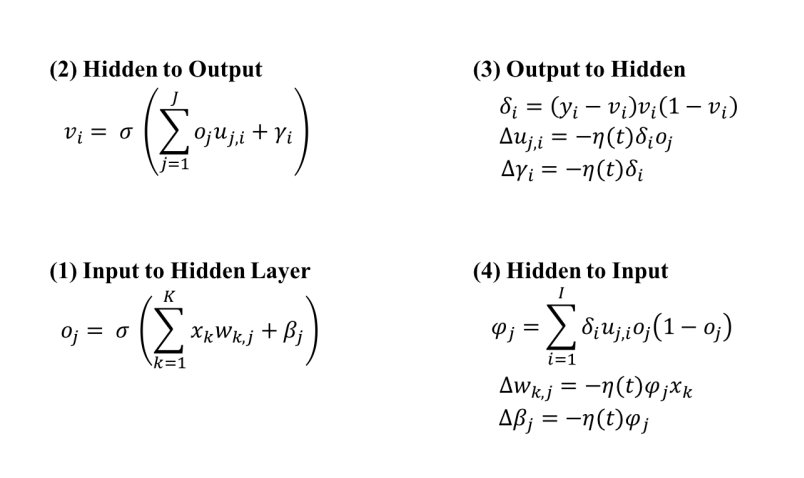 (2) Hidden to Output
v_i = σ(∑_{j=1}^{J} o_j u_{j,i} + γ_i)
(3) Output to Hidden
δ_i = (y_i − v_i)v_i(1 − v_i)
Δu_{j,i} = −η(t)δ_i o_j
Δγ_i = −η(t)δ_i
(1) Input to Hidden Layer
o_j = σ(∑_{k=1}^{K} x_k w_{k,j} + β_j)
(4) Hidden to Input
φ_j = ∑_{i=1}^{I} δ_i u_{j,i} o_j(1 − o_j)
Δw_{k,j} = −η(t)φ_j x_k
Δβ_j = −η(t)φ_j